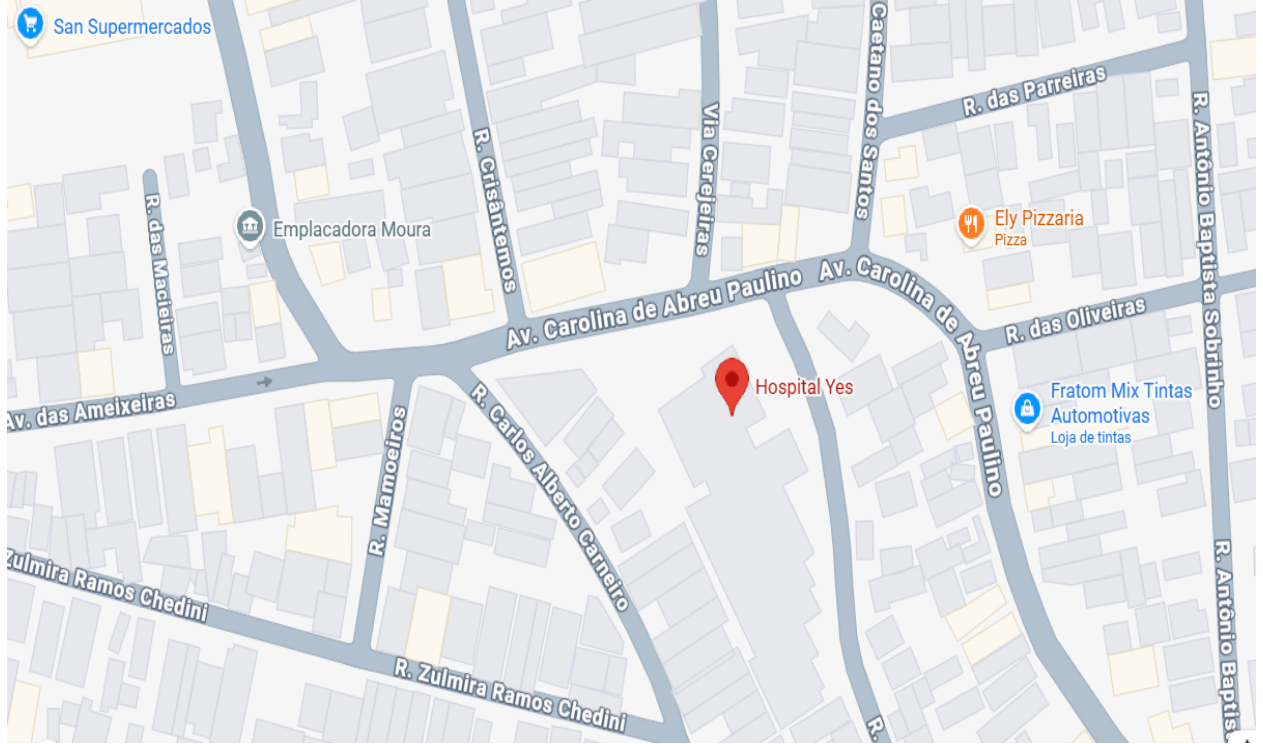 San Supermercados
Caetano dos Santos
R. das Parreiras
R. Crisântemos
Via Cerejeiras
R. Antônio Baptista Sobrinho
R. das Macieiras
Emplacadora Moura
Ely Pizzaria
Pizza
Av. Carolina de Abreu Paulino
Av. Carolina de Abreu Paulino
R. das Oliveiras
Av. das Ameixeiras
R. Carlos Alberto Carneiro
Hospital Yes
Fratom Mix Tintas
Automotivas
Loja de tintas
R. Mamoeiros
Zulmira Ramos Chedini
R. Zulmira Ramos Chedini
R. Antônio Baptis
R.